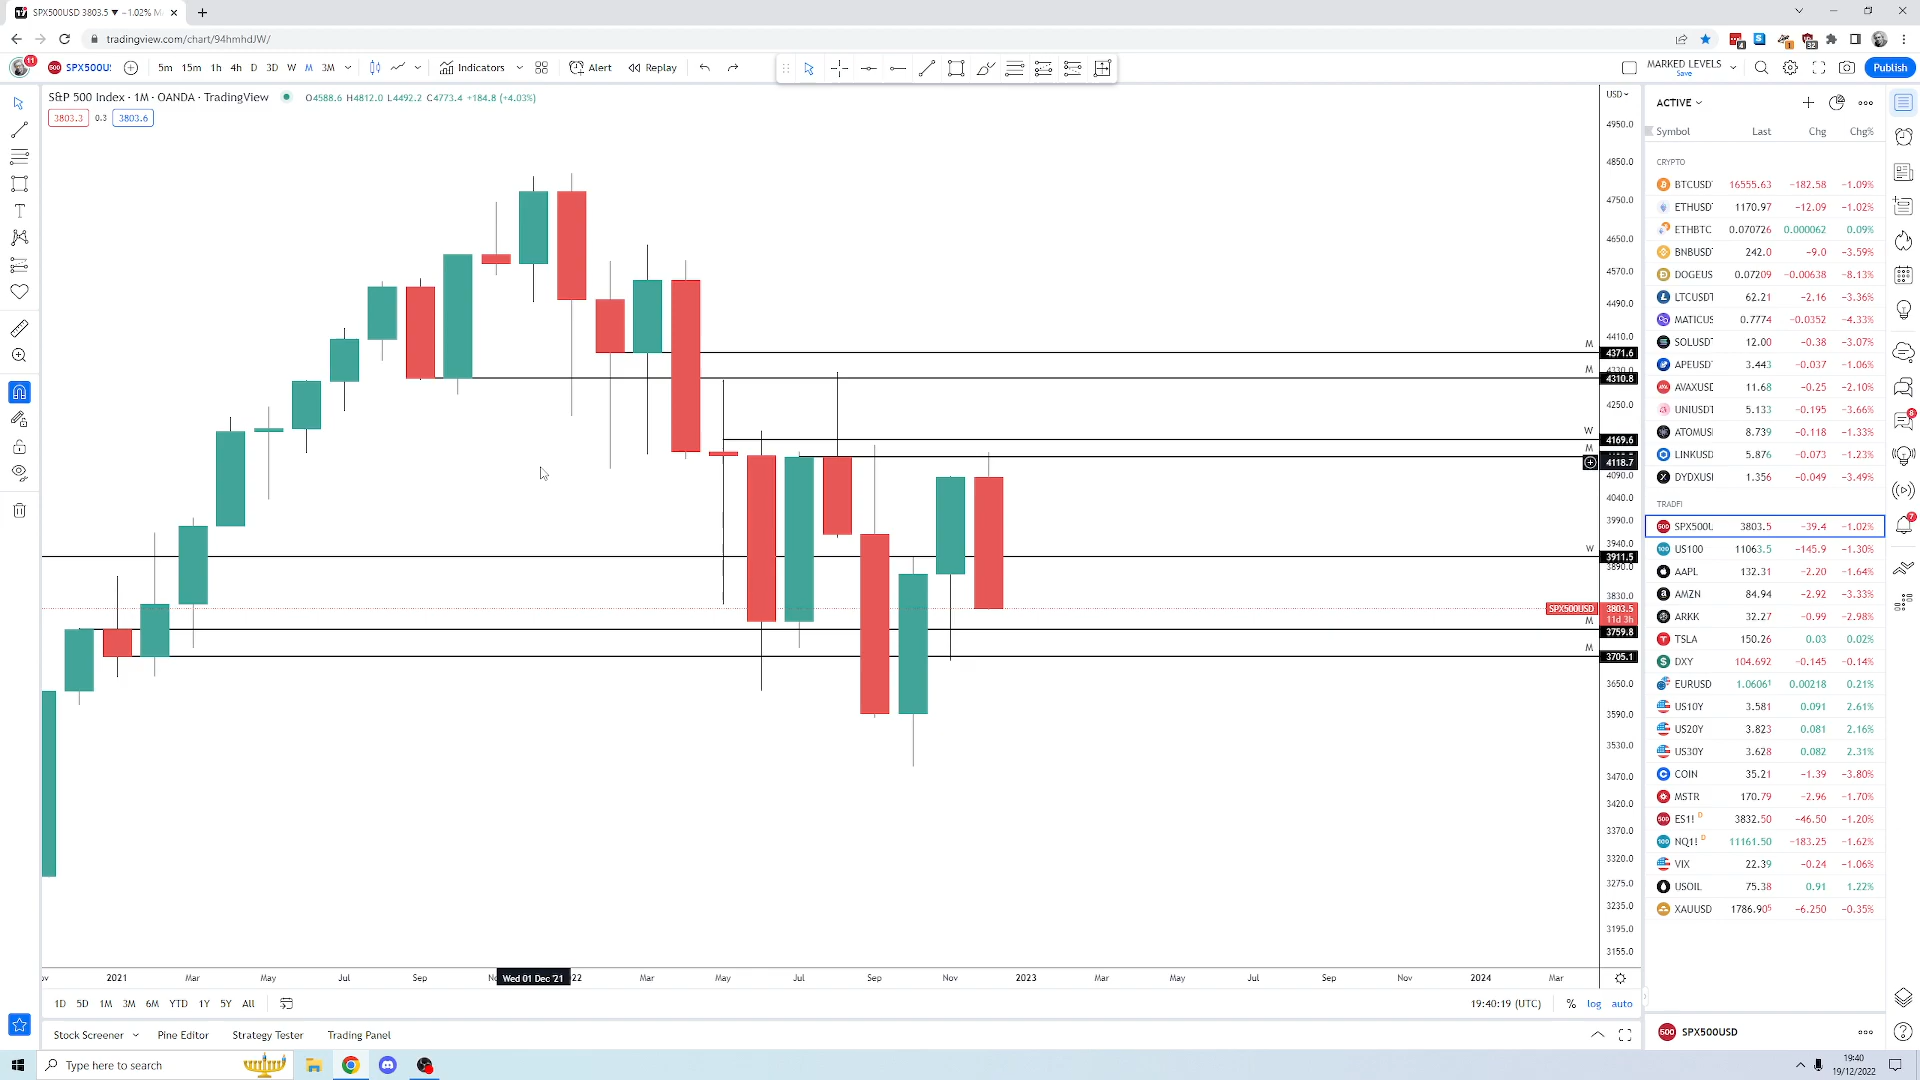 SPX500USD 3803.5 ▼ −1.02% M
tradingview.com/chart/94hmhdJW/
11 SPX500U: 5m 15m 1h 4h D 3D W M 3M Indicators Alert Replay MARKED LEVELS Save Publish
S&P 500 Index · 1M · OANDA · TradingView O4588.6 H4812.0 L4492.2 C4773.4 +184.8 (+4.03%)
3803.3 0.3 3803.6
USD
4950.0
4850.0
4750.0
4650.0
4570.0
4490.0
4410.0
M 4371.6
4330.0
M 4310.8
4250.0
W 4169.6
M
4118.7
4090.0
4040.0
3990.0
3940.0
W 3911.5
3890.0
3830.0
SPX500USD 3803.5
11d 3h
M 3759.8
M 3705.1
3650.0
3590.0
3530.0
3470.0
3420.0
3370.0
3320.0
3275.0
3235.0
3195.0
3155.0
2021 Mar May Jul Sep Wed 01 Dec '21 22 Mar May Jul Sep Nov 2023 Mar May Jul Sep Nov 2024 Mar
1D 5D 1M 3M 6M YTD 1Y 5Y All 19:40:19 (UTC) % log auto
Stock Screener Pine Editor Strategy Tester Trading Panel
ACTIVE
Symbol Last Chg Chg%
CRYPTO
BTCUSD 16555.63 −182.58 −1.09%
ETHUSD 1170.97 −12.09 −1.02%
ETHBTC 0.070726 0.000062 0.09%
BNBUSD 242.0 −9.0 −3.59%
DOGEUS 0.07209 −0.00638 −8.13%
LTCUSDT 62.21 −2.16 −3.36%
MATICUS 0.7774 −0.0352 −4.33%
SOLUSD 12.00 −0.38 −3.07%
APEUSD 3.443 −0.037 −1.06%
AVAXUSE 11.68 −0.25 −2.10%
UNIUSDT 5.133 −0.195 −3.66%
ATOMUS 8.739 −0.118 −1.33%
LINKUSD 5.876 −0.073 −1.23%
DYDXUS 1.356 −0.049 −3.49%
TRADFI
SPX500U 3803.5 −39.4 −1.02%
US100 11063.5 −145.9 −1.30%
AAPL 132.31 −2.20 −1.64%
AMZN 84.94 −2.92 −3.33%
ARKK 32.27 −0.99 −2.98%
TSLA 150.26 0.03 0.02%
DXY 104.692 −0.145 −0.14%
EURUSD 1.06061 0.00218 0.21%
US10Y 3.581 0.091 2.61%
US20Y 3.823 0.081 2.16%
US30Y 3.628 0.082 2.31%
COIN 35.21 −1.39 −3.80%
MSTR 170.79 −2.96 −1.70%
ES1! D 3832.50 −46.50 −1.20%
NQ1! D 11161.50 −183.25 −1.62%
VIX 22.39 −0.24 −1.06%
USOIL 75.38 0.91 1.22%
XAUUSD 1786.905 −6.250 −0.35%
500 SPX500USD
Type here to search
19:40
19/12/2022